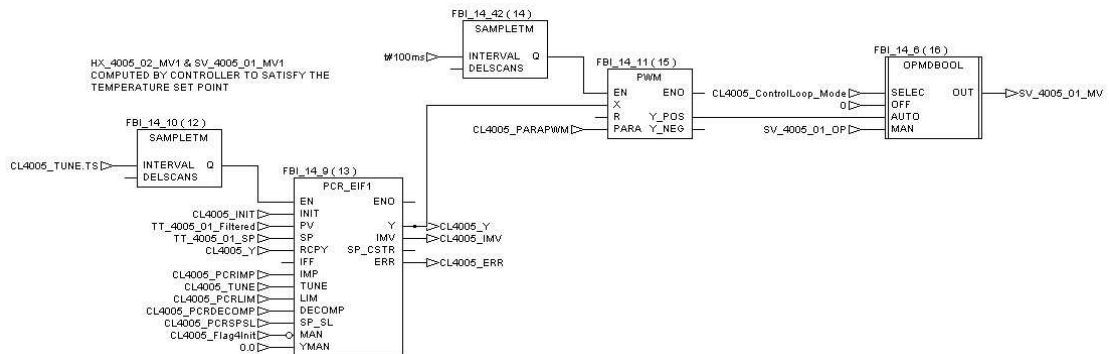 FBI_14_42 (14)
SAMPLETM
t#100ms INTERVAL Q
DELSCANS
FBI_14_6 (16)
OPMDBOOL
CL4005_ControlLoop_Mode SELEC OUT SV_4005_01_MV
0 OFF
AUTO
SV_4005_01_OP MAN
HX_4005_02_MV1 & SV_4005_01_MV1
COMPUTED BY CONTROLLER TO SATISFY THE
TEMPERATURE SET POINT
FBI_14_11 (15)
PWM
EN ENO
X
R Y_POS
CL4005_PARAPWM PARA Y_NEG
FBI_14_10 (12)
SAMPLETM
CL4005_TUNE.TS INTERVAL Q
DELSCANS
FBI_14_9 (13)
PCR_EIF1
EN ENO
CL4005_INIT INIT
TT_4005_01_Filtered PV Y CL4005_Y
TT_4005_01_SP SP IMV CL4005_IMV
CL4005_Y RCPY SP_CSTR
IFF ERR CL4005_ERR
CL4005_PCRIMP IMP
CL4005_TUNE TUNE
CL4005_PCRLIM LIM
CL4005_PCRDECOMP DECOMP
CL4005_PCRSPSL SP_SL
CL4005_Flag4Init MAN
0.0 YMAN